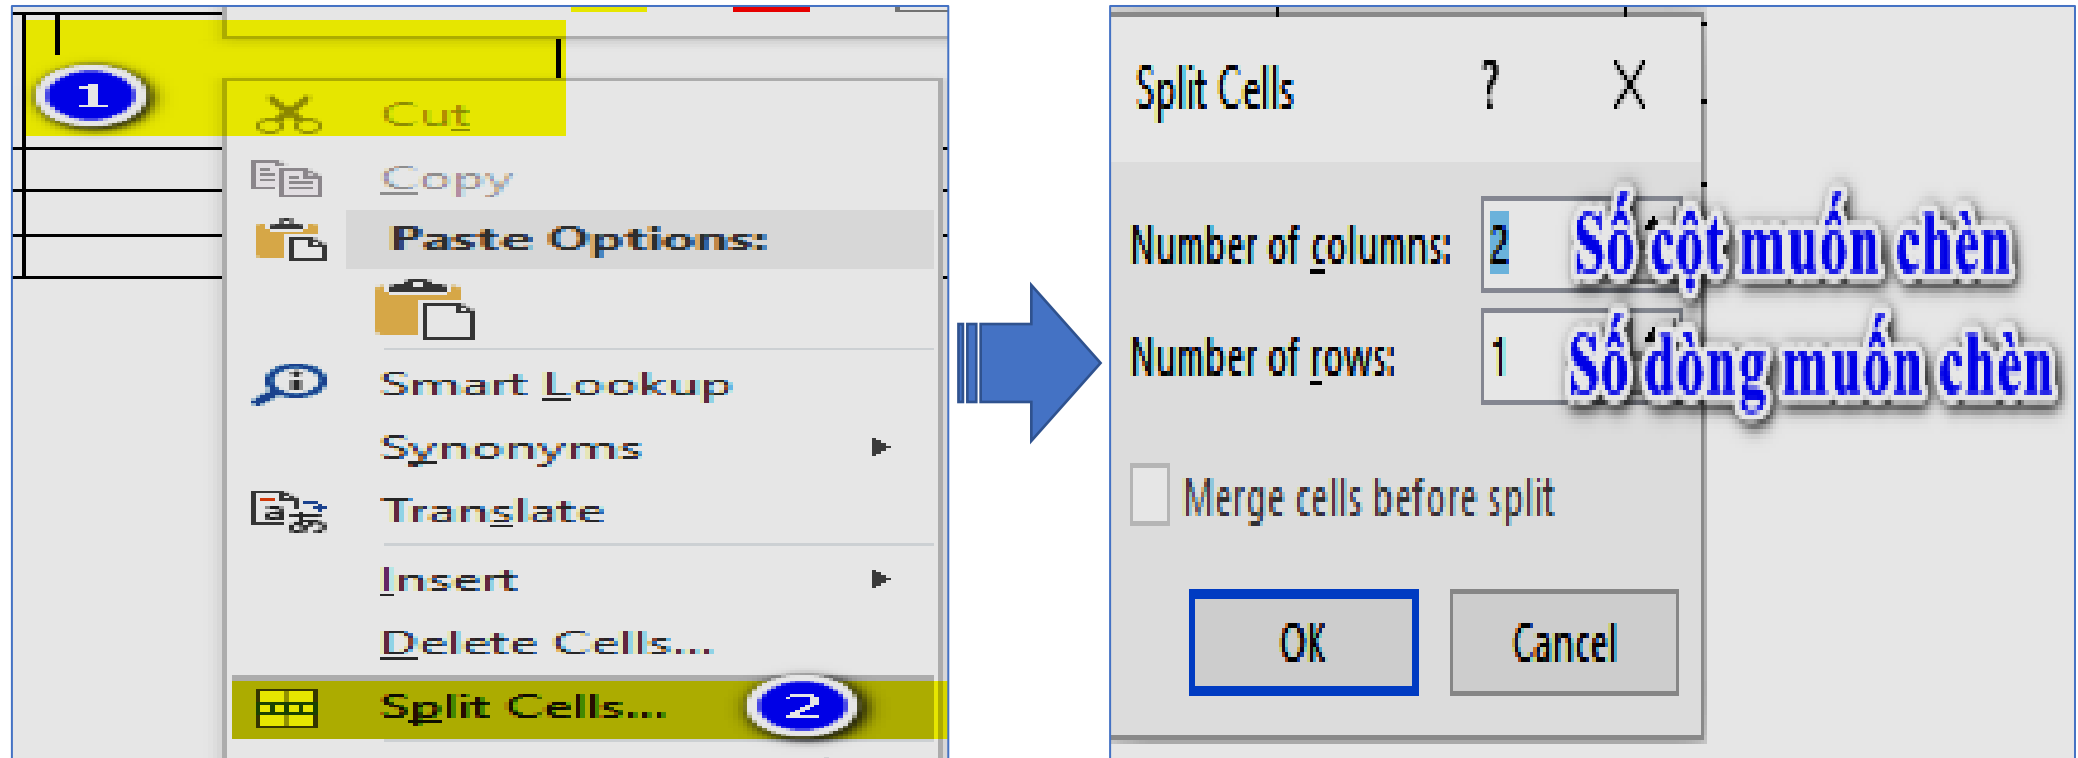 1
Cut
Copy
Paste Options:
Smart Lookup
Synonyms
Translate
Insert
Delete Cells...
Split Cells...
2
Split Cells ? X
Number of columns: 2 Số cột muốn chèn
Number of rows: 1 Số dòng muốn chèn
Merge cells before split
OK Cancel